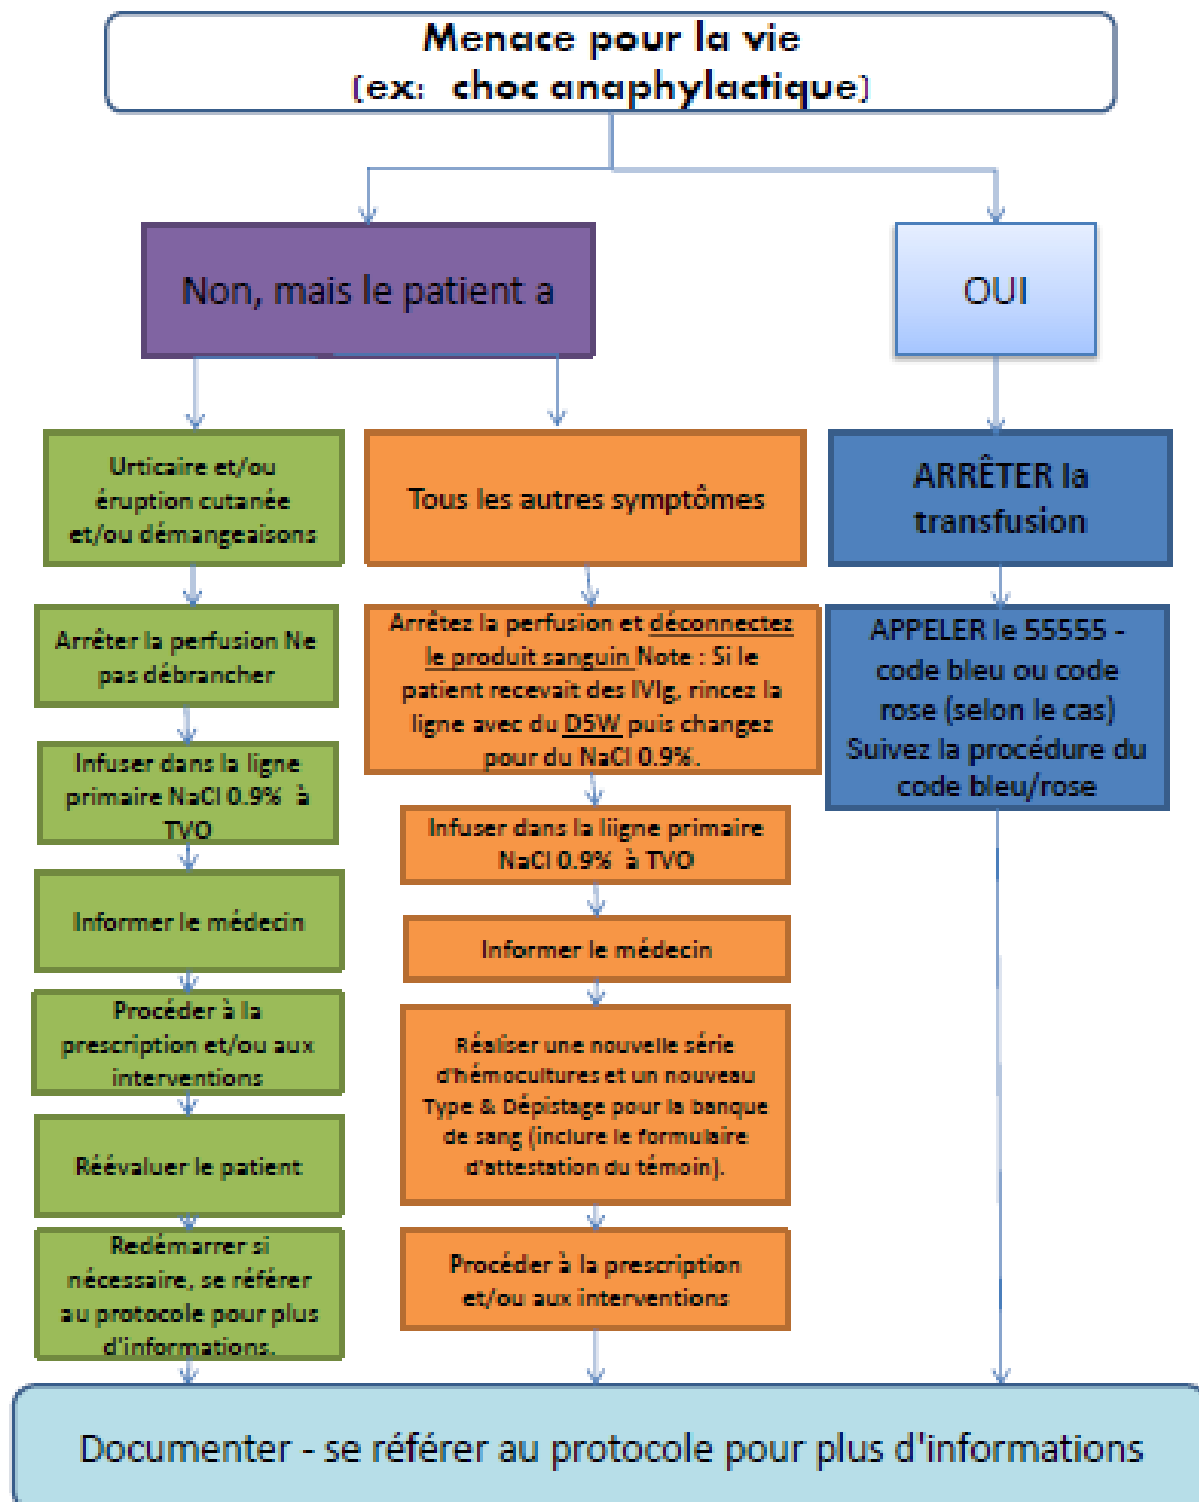 Menace pour la vie
(ex: choc anaphylactique)
Non, mais le patient a
OUI
Urticaire et/ou
éruption cutanée
et/ou démangeaisons
Arrêter la perfusion Ne
pas débrancher
Infuser dans la ligne
primaire NaCl 0.9% à
TVO
Informer le médecin
Procéder à la
prescription et/ou aux
interventions
Réévaluer le patient
Redémarrer si
nécessaire, se référer
au protocole pour plus
d'informations.
Tous les autres symptômes
Arrêtez la perfusion et déconnectez
le produit sanguin Note : Si le
patient recevait des IVIg, rincez la
ligne avec du D5W puis changez
pour du NaCl 0.9%.
Infuser dans la liigne primaire
NaCl 0.9% à TVO
Informer le médecin
Réaliser une nouvelle série
d'hémocultures et un nouveau
Type & Dépistage pour la banque
de sang (inclure le formulaire
d'attestation du témoin).
Procéder à la prescription
et/ou aux interventions
ARRÊTER la
transfusion
APPELER le 55555 -
code bleu ou code
rose (selon le cas)
Suivez la procédure du
code bleu/rose
Documenter - se référer au protocole pour plus d'informations